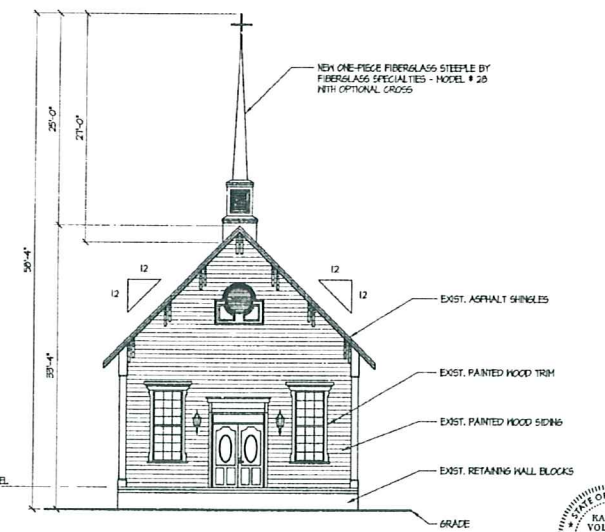 NEW ONE-PIECE FIBERGLASS STEEPLE BY
FIBERGLASS SPECIALTIES - MODEL # 28
WITH OPTIONAL CROSS
25'-0"
27'-0"
58'-4"
33'-4"
12
12
12
12
EXIST. ASPHALT SHINGLES
EXIST. PAINTED WOOD TRIM
EXIST. PAINTED WOOD SIDING
EXIST. RETAINING WALL BLOCKS
GRADE
STATE OF
RA
VOL